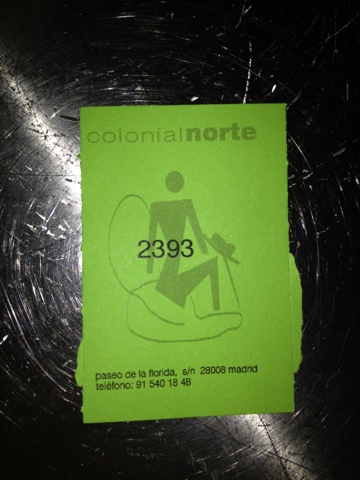 colonialnorte
2393
paseo de la florida, s/n 28008 madrid
teléfono: 91 540 18 48